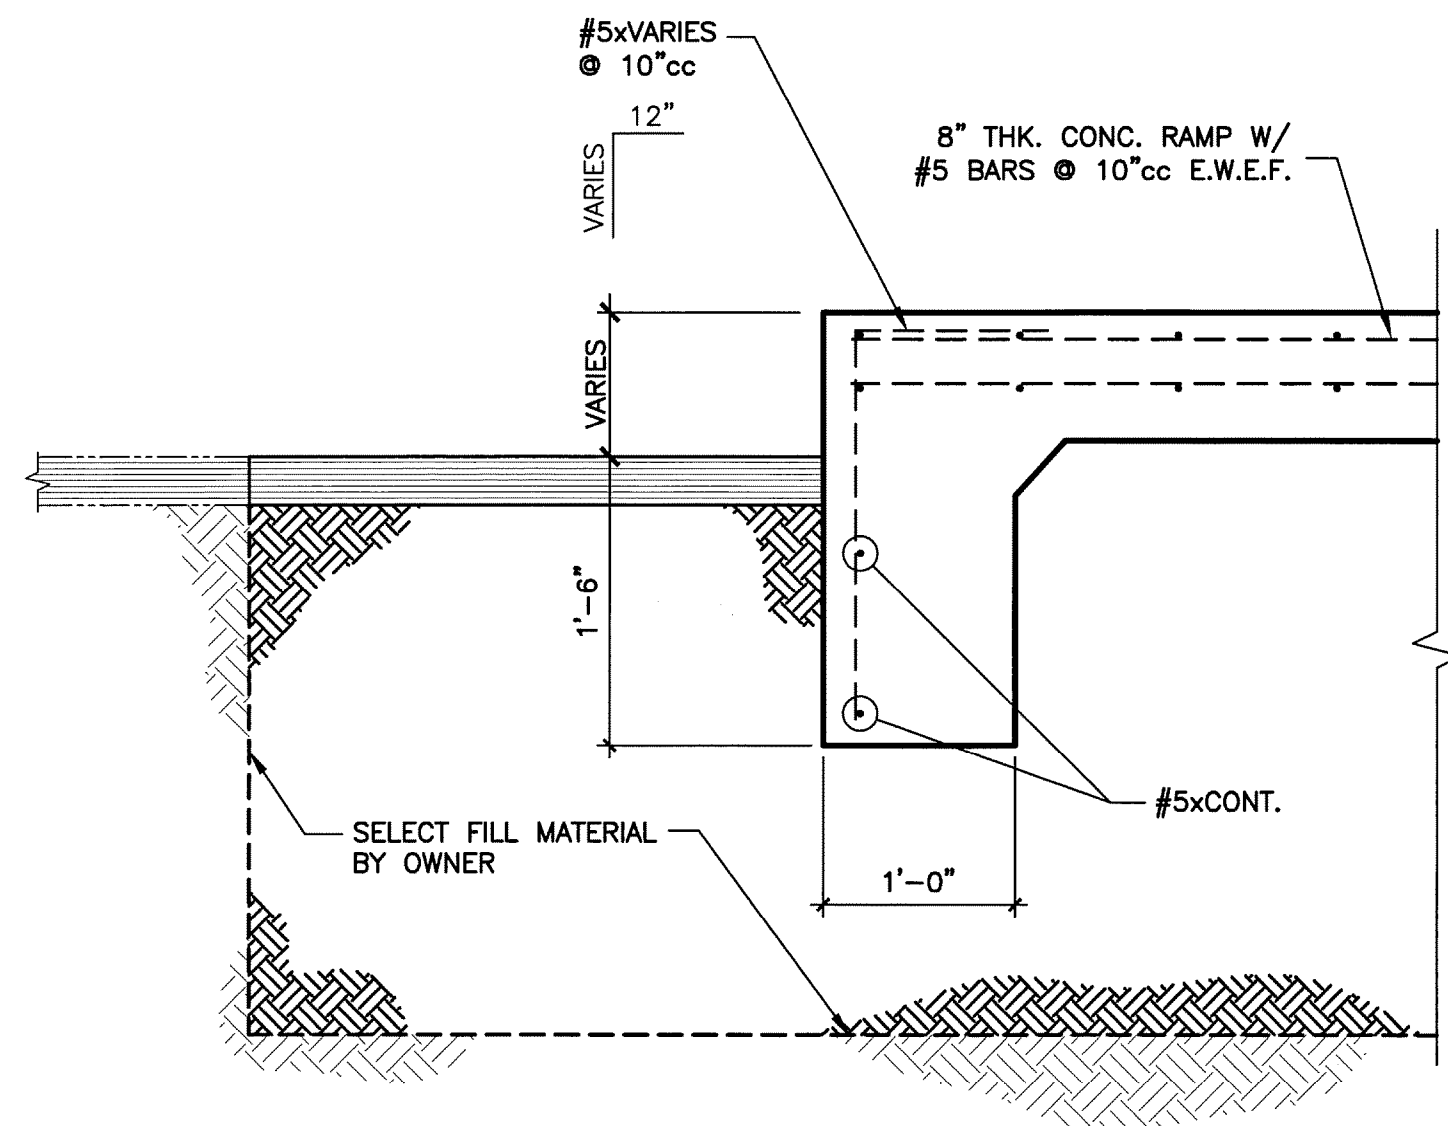 #5xVARIES
@ 10"cc
12"
VARIES
8" THK. CONC. RAMP W/
#5 BARS @ 10"cc E.W.E.F.
VARIES
1'-6"
#5xCONT.
SELECT FILL MATERIAL
BY OWNER
1'-0"